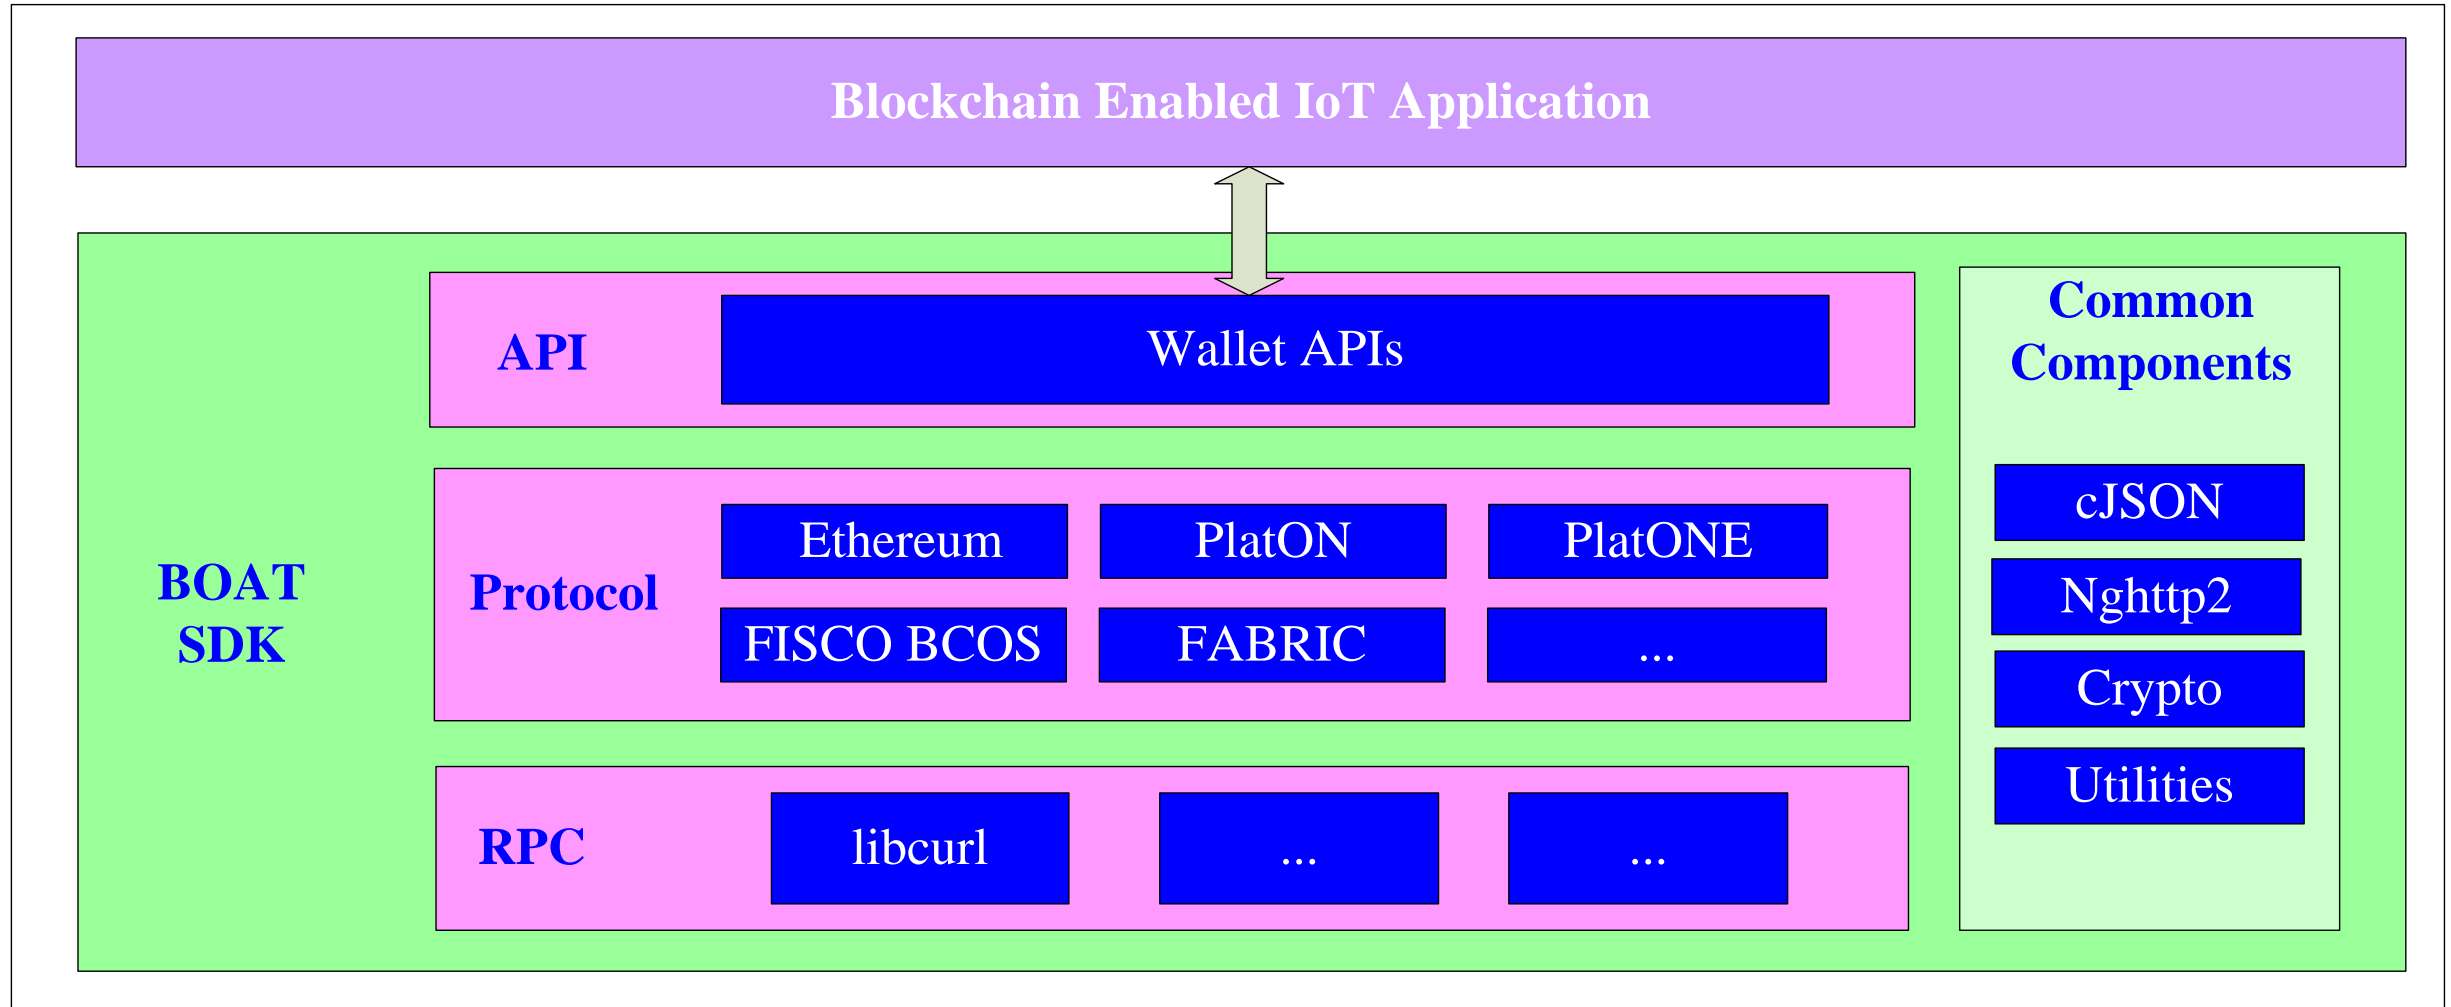 Blockchain Enabled IoT Application
API
Wallet APIs
BOAT
SDK
Protocol
Ethereum
PlatON
PlatONE
FISCO BCOS
FABRIC
...
RPC
libcurl
...
...
Common
Components
cJSON
Nghttp2
Crypto
Utilities